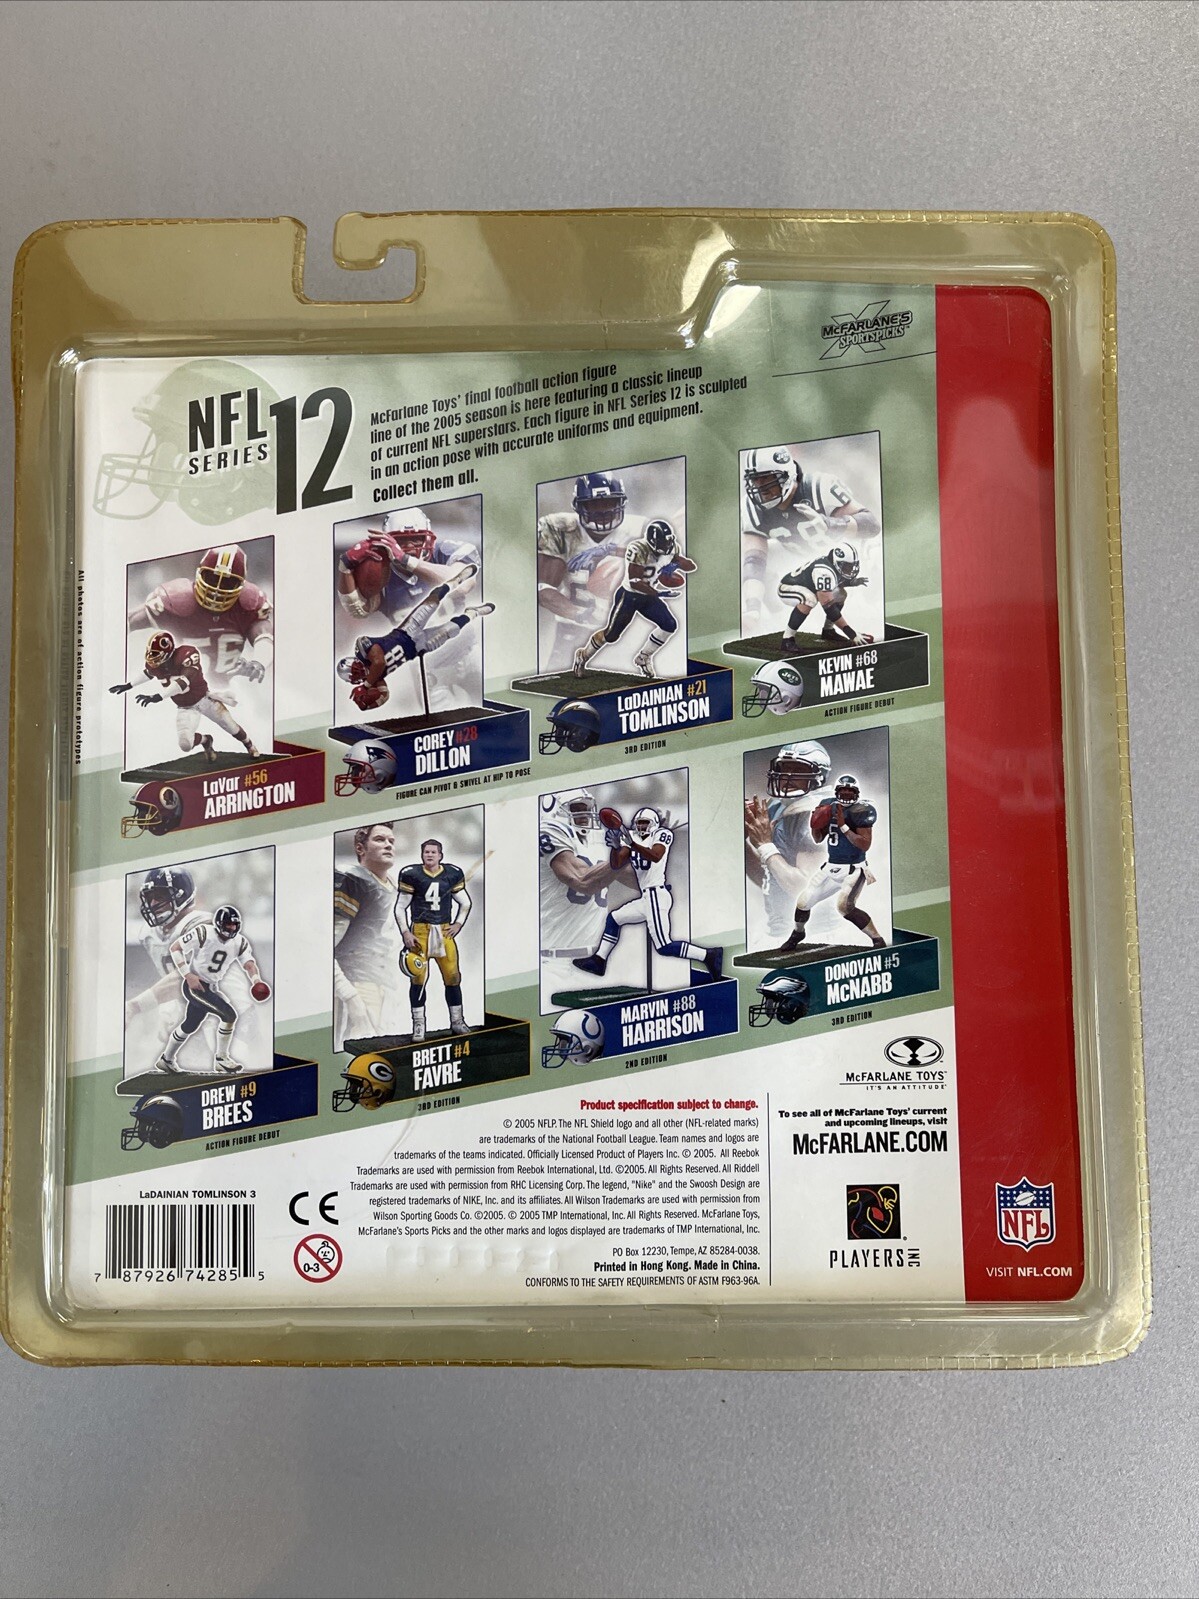 McFARLANE'S
SPORTSPICKS™
NFL
SERIES
12
McFarlane Toys' final football action figure
line of the 2005 season is here featuring a classic lineup
of current NFL superstars. Each figure in NFL Series 12 is sculpted
in an action pose with accurate uniforms and equipment.
Collect them all.
All photos are of action figure prototypes
LaVar #56
ARRINGTON
COREY #28
DILLON
FIGURE CAN PIVOT & SWIVEL AT HIP TO POSE
LaDAINIAN #21
TOMLINSON
3RD EDITION
KEVIN #68
MAWAE
ACTION FIGURE DEBUT
DREW #9
BREES
ACTION FIGURE DEBUT
BRETT #4
FAVRE
3RD EDITION
MARVIN #88
HARRISON
2ND EDITION
DONOVAN #5
McNABB
3RD EDITION
McFARLANE TOYS™
IT'S AN ATTITUDE™
Product specification subject to change.
© 2005 NFLP. The NFL Shield logo and all other (NFL-related marks)
are trademarks of the National Football League. Team names and logos are
trademarks of the teams indicated. Officially Licensed Product of Players Inc. © 2005. All Reebok
Trademarks are used with permission from Reebok International, Ltd. ©2005. All Rights Reserved. All Riddell
Trademarks are used with permission from RHC Licensing Corp. The legend, "Nike" and the Swoosh Design are
registered trademarks of NIKE, Inc. and its affiliates. All Wilson Trademarks are used with permission from
Wilson Sporting Goods Co. ©2005. © 2005 TMP International, Inc. All Rights Reserved. McFarlane Toys,
McFarlane's Sports Picks and the other marks and logos displayed are trademarks of TMP International, Inc.
PO Box 12230, Tempe, AZ 85284-0038.
Printed in Hong Kong. Made in China.
CONFORMS TO THE SAFETY REQUIREMENTS OF ASTM F963-96A.
To see all of McFarlane Toys' current
and upcoming lineups, visit
McFARLANE.COM
LaDAINIAN TOMLINSON 3
7 87926 74285 5
CE
0-3
PLAYERS INC
NFL
VISIT NFL.COM